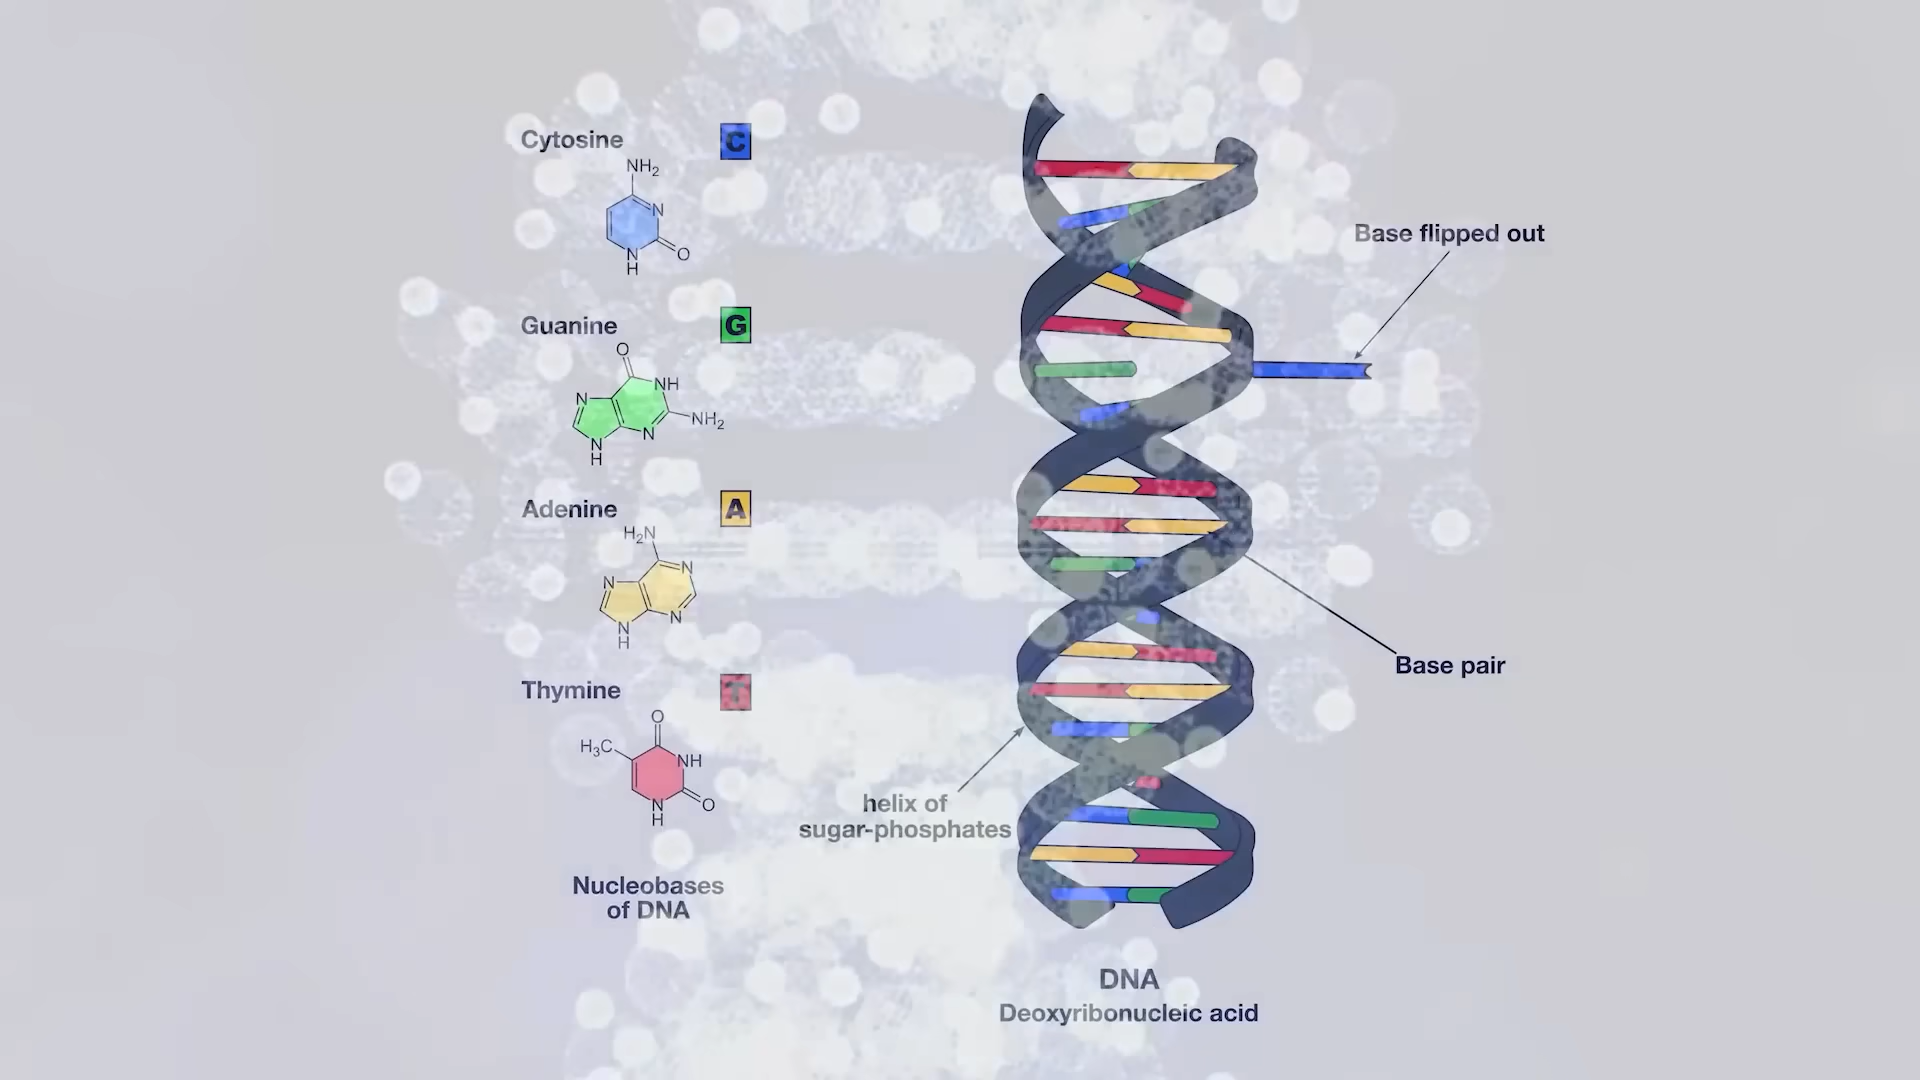 Cytosine
C
NH2
N
N
H
O
Guanine
G
O
N
NH
N
H
N
NH2
Adenine
A
H2N
N
N
N
H
N
Thymine
T
O
H3C
NH
N
H
O
Nucleobases
of DNA
Base flipped out
Base pair
helix of
sugar-phosphates
DNA
Deoxyribonucleic acid